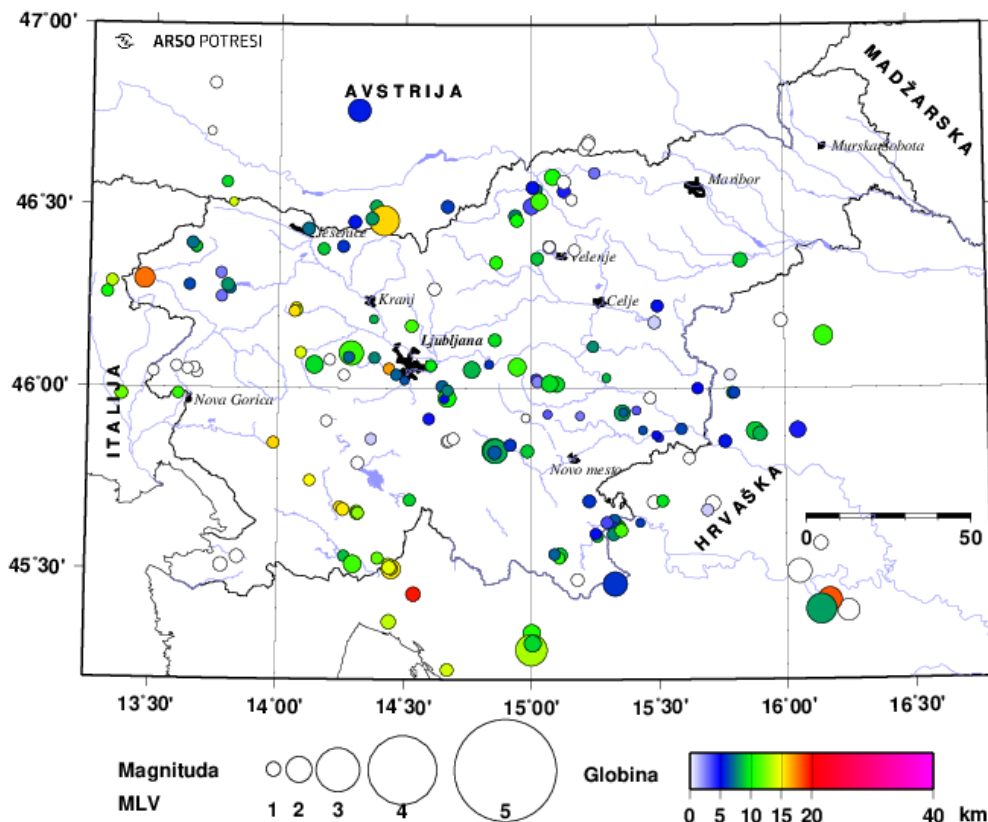 47°00'
ARSO POTRESI
AVSTRIJA
MADŽARSKA
Murska Sobota
Maribor
46°30'
Jesenice
Velenje
Kranj
Celje
Ljubljana
46°00'
Nova Gorica
ITALIJA
Novo mesto
HRVAŠKA
0 50
45°30'
13°30' 14°00' 14°30' 15°00' 15°30' 16°00' 16°30'
Magnituda
MLV
1 2 3 4 5
Globina
0 5 10 15 20 40 km